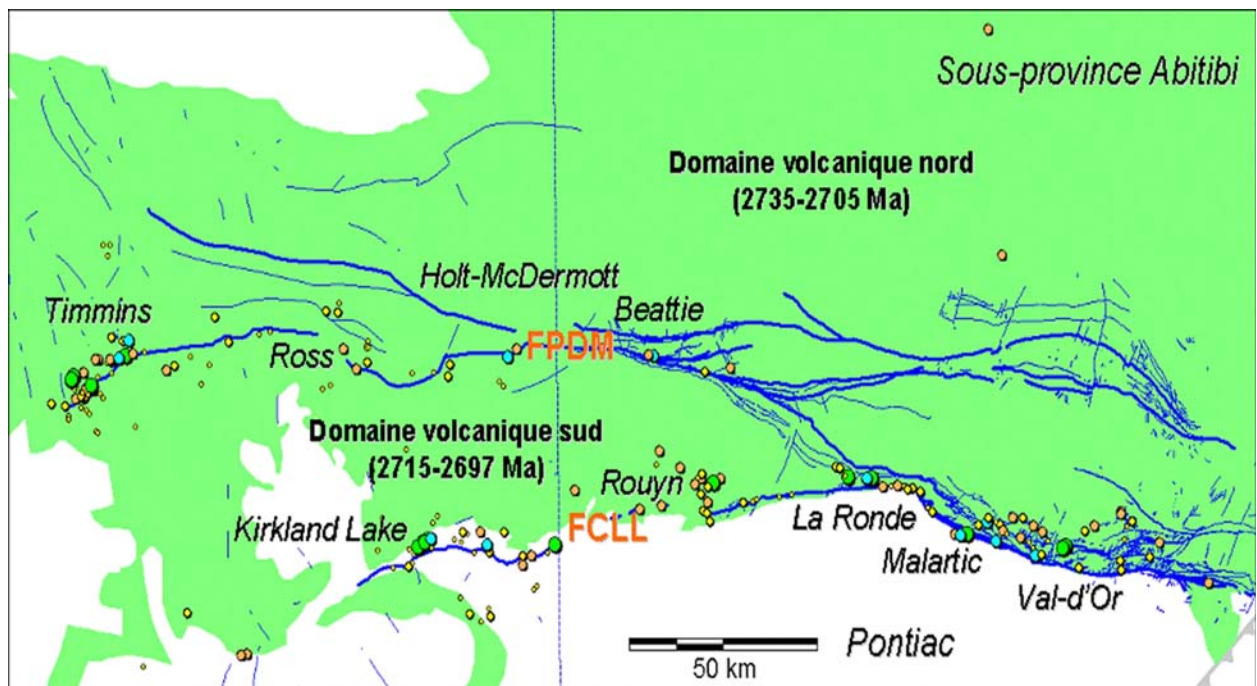 Sous-province Abitibi
Domaine volcanique nord
(2735-2705 Ma)
Holt-McDermott
Timmins
Beattie
Ross
FPDM
Domaine volcanique sud
(2715-2697 Ma)
Rouyn
Kirkland Lake
FCLL
La Ronde
Malartic
Val-d'Or
Pontiac
50 km